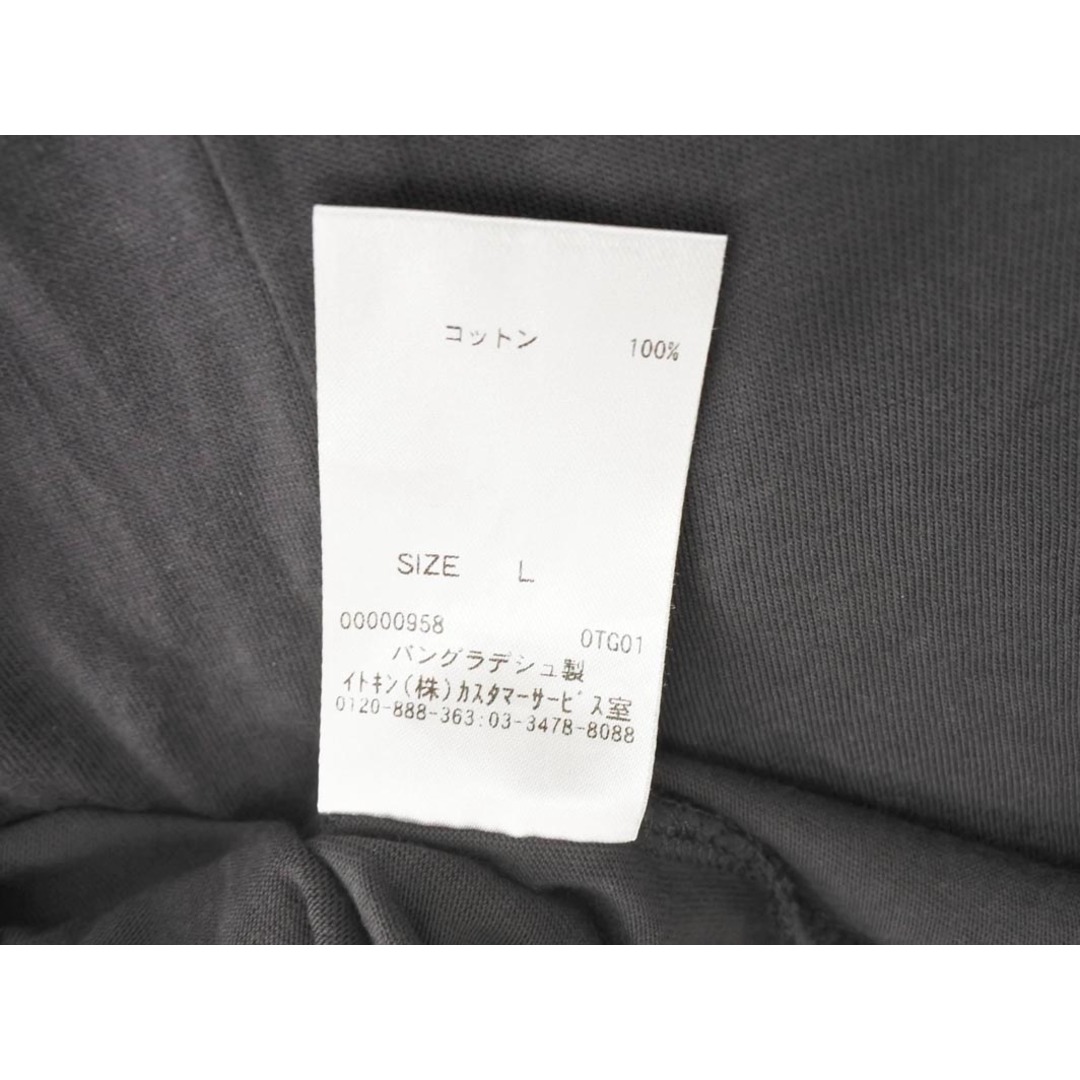 コットン 100%
SIZE L
00000958 0TG01
バングラデシュ製
イトキン(株)カスタマーサービス室
0120-888-363:03-3478-8088